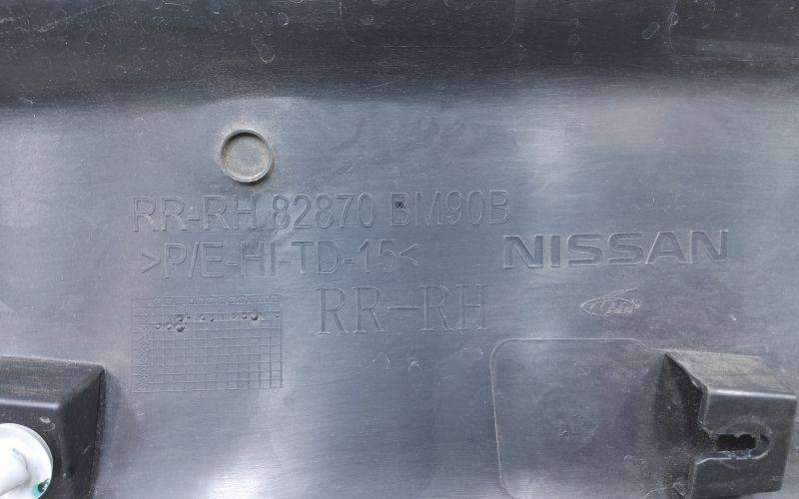 RR-RH 82870 BM90B
>P/E-HI-TD-15<
NISSAN
RR-RH